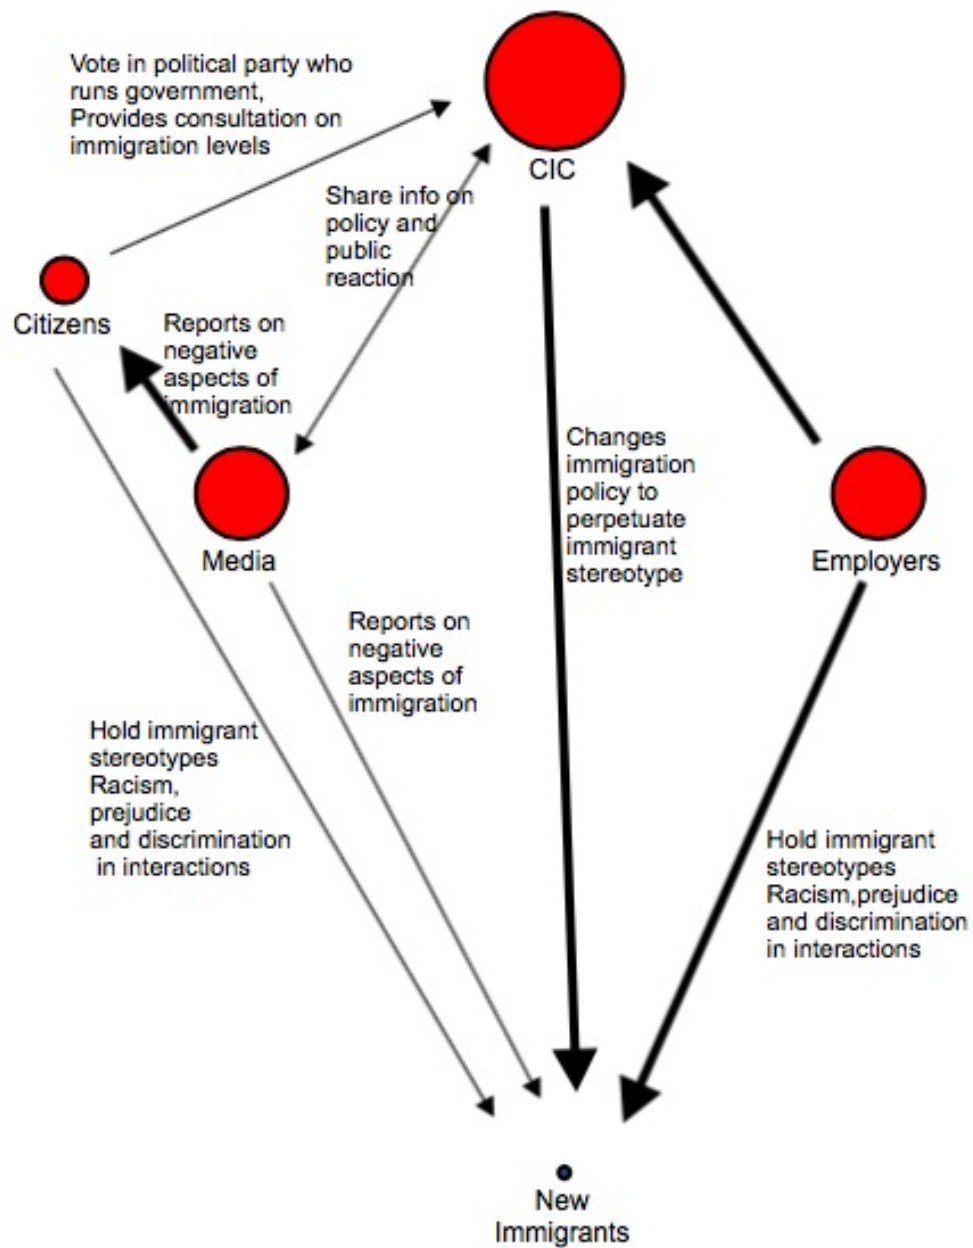 Vote in political party who
runs government,
Provides consultation on
immigration levels
CIC
Share info on
policy and
public
reaction
Citizens
Reports on
negative
aspects of
immigration
Changes
immigration
policy to
perpetuate
immigrant
stereotype
Media
Employers
Reports on
negative
aspects of
immigration
Hold immigrant
stereotypes
Racism,
prejudice
and discrimination
in interactions
Hold immigrant
stereotypes
Racism,prejudice
and discrimination
in interactions
New
Immigrants